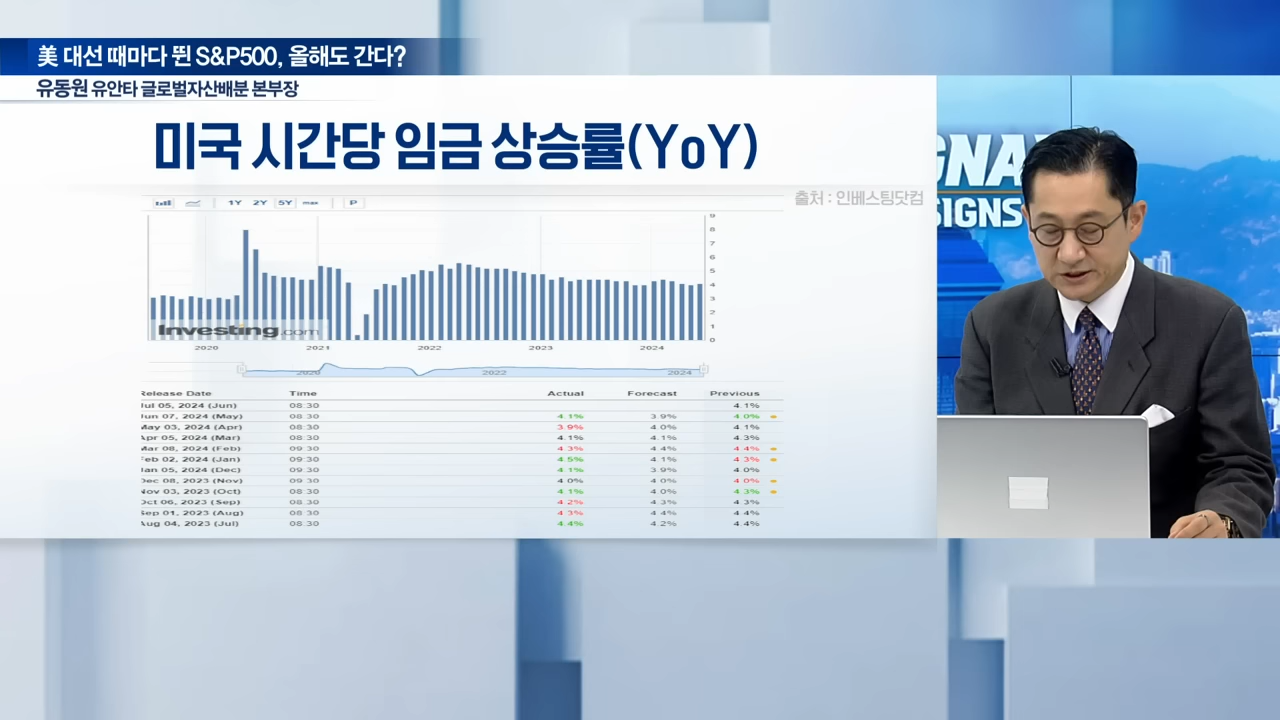 美 대선 때마다 뛴 S&P500, 올해도 간다?
유동원 유안타 글로벌자산배분 본부장
미국 시간당 임금 상승률(YoY)
출처 : 인베스팅닷컴
1Y 2Y 5Y max P
9
8
7
6
5
4
3
2
1
0
Investing.com
2020 2021 2022 2023 2024
2020 2022 2024
Release Date Time Actual Forecast Previous
Jul 05, 2024 (Jun) 08:30 4.1%
Jun 07, 2024 (May) 08:30 4.1% 3.9% 4.0%
May 03, 2024 (Apr) 08:30 3.9% 4.0% 4.1%
Apr 05, 2024 (Mar) 08:30 4.1% 4.1% 4.3%
Mar 08, 2024 (Feb) 09:30 4.3% 4.4% 4.4%
Feb 02, 2024 (Jan) 09:30 4.5% 4.1% 4.3%
Jan 05, 2024 (Dec) 09:30 4.1% 3.9% 4.0%
Dec 08, 2023 (Nov) 09:30 4.0% 4.0% 4.0%
Nov 03, 2023 (Oct) 08:30 4.1% 4.0% 4.3%
Oct 06, 2023 (Sep) 08:30 4.2% 4.3% 4.3%
Sep 01, 2023 (Aug) 08:30 4.3% 4.4% 4.4%
Aug 04, 2023 (Jul) 08:30 4.4% 4.2% 4.4%
GNA
SIGNS